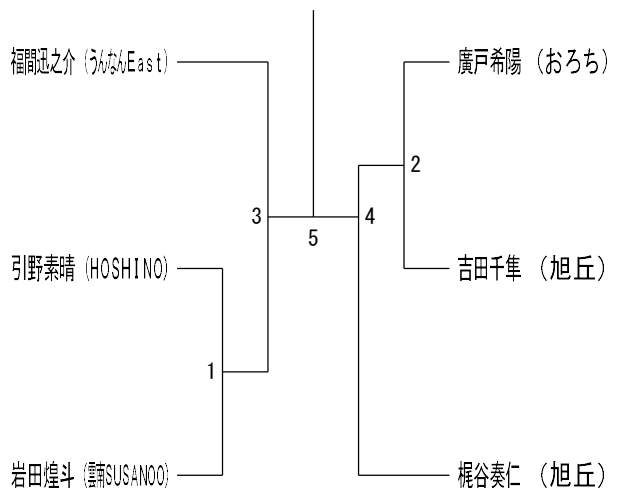 福間迅之介 (うんなんEast)
廣戸希陽 (おろち)
2
3
4
5
引野素晴 (HOSHINO)
吉田千隼 (旭丘)
1
岩田煌斗 (雲南SUSANOO)
梶谷奏仁 (旭丘)